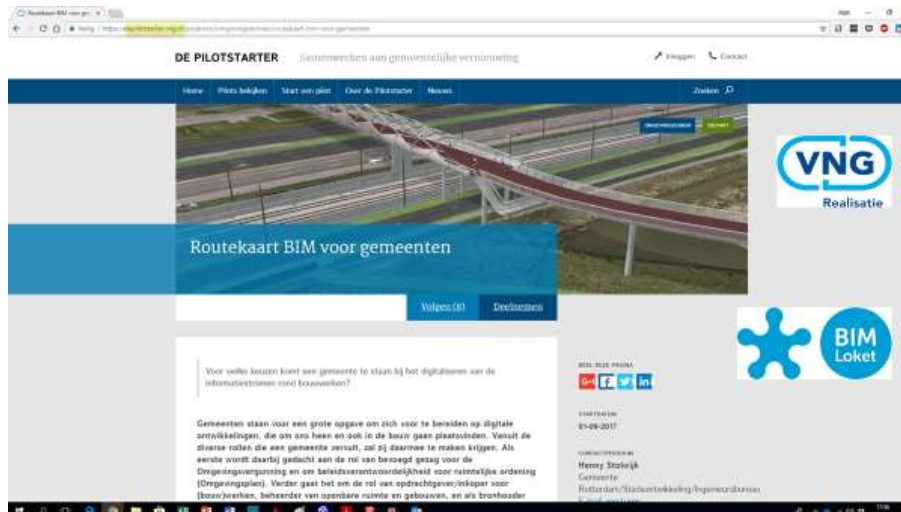 Routekaart BIM voor ge
DE PILOTSTARTER
Samenwerken aan gemeentelijke vernieuwing
Inloggen
Contact
Home
Pilots bekijken
Start een pilot
Over de Pilotstarter
Nieuws
Zoeken
VNG
Realisatie
Routekaart BIM voor gemeenten
Volgen (8)
Deelnemen
BIM
Loket
Voor welke keuzen komt een gemeente te staan bij het digitaliseren van de
informatiestromen rond bouwwerken?
DEEL DEZE PAGINA
STARTDATUM
01-09-2017
CONTACTPERSOON
Henny Stolwijk
Gemeente
Rotterdam/Stadsontwikkeling/Ingenieursbureau
Gemeenten staan voor een grote opgave om zich voor te bereiden op digitale
ontwikkelingen, die om ons heen en ook in de bouw gaan plaatsvinden. Vanuit de
diverse rollen die een gemeente vervult, zal zij daarmee te maken krijgen. Als
eerste wordt daarbij gedacht aan de rol van bevoegd gezag voor de
Omgevingsvergunning en om beleidsverantwoordelijkheid voor ruimtelijke ordening
(Omgevingsplan). Verder gaat het om de rol van opdrachtgever/inkoper voor
(bouw)werken, beheerder van openbare ruimte en gebouwen, en als bronhouder